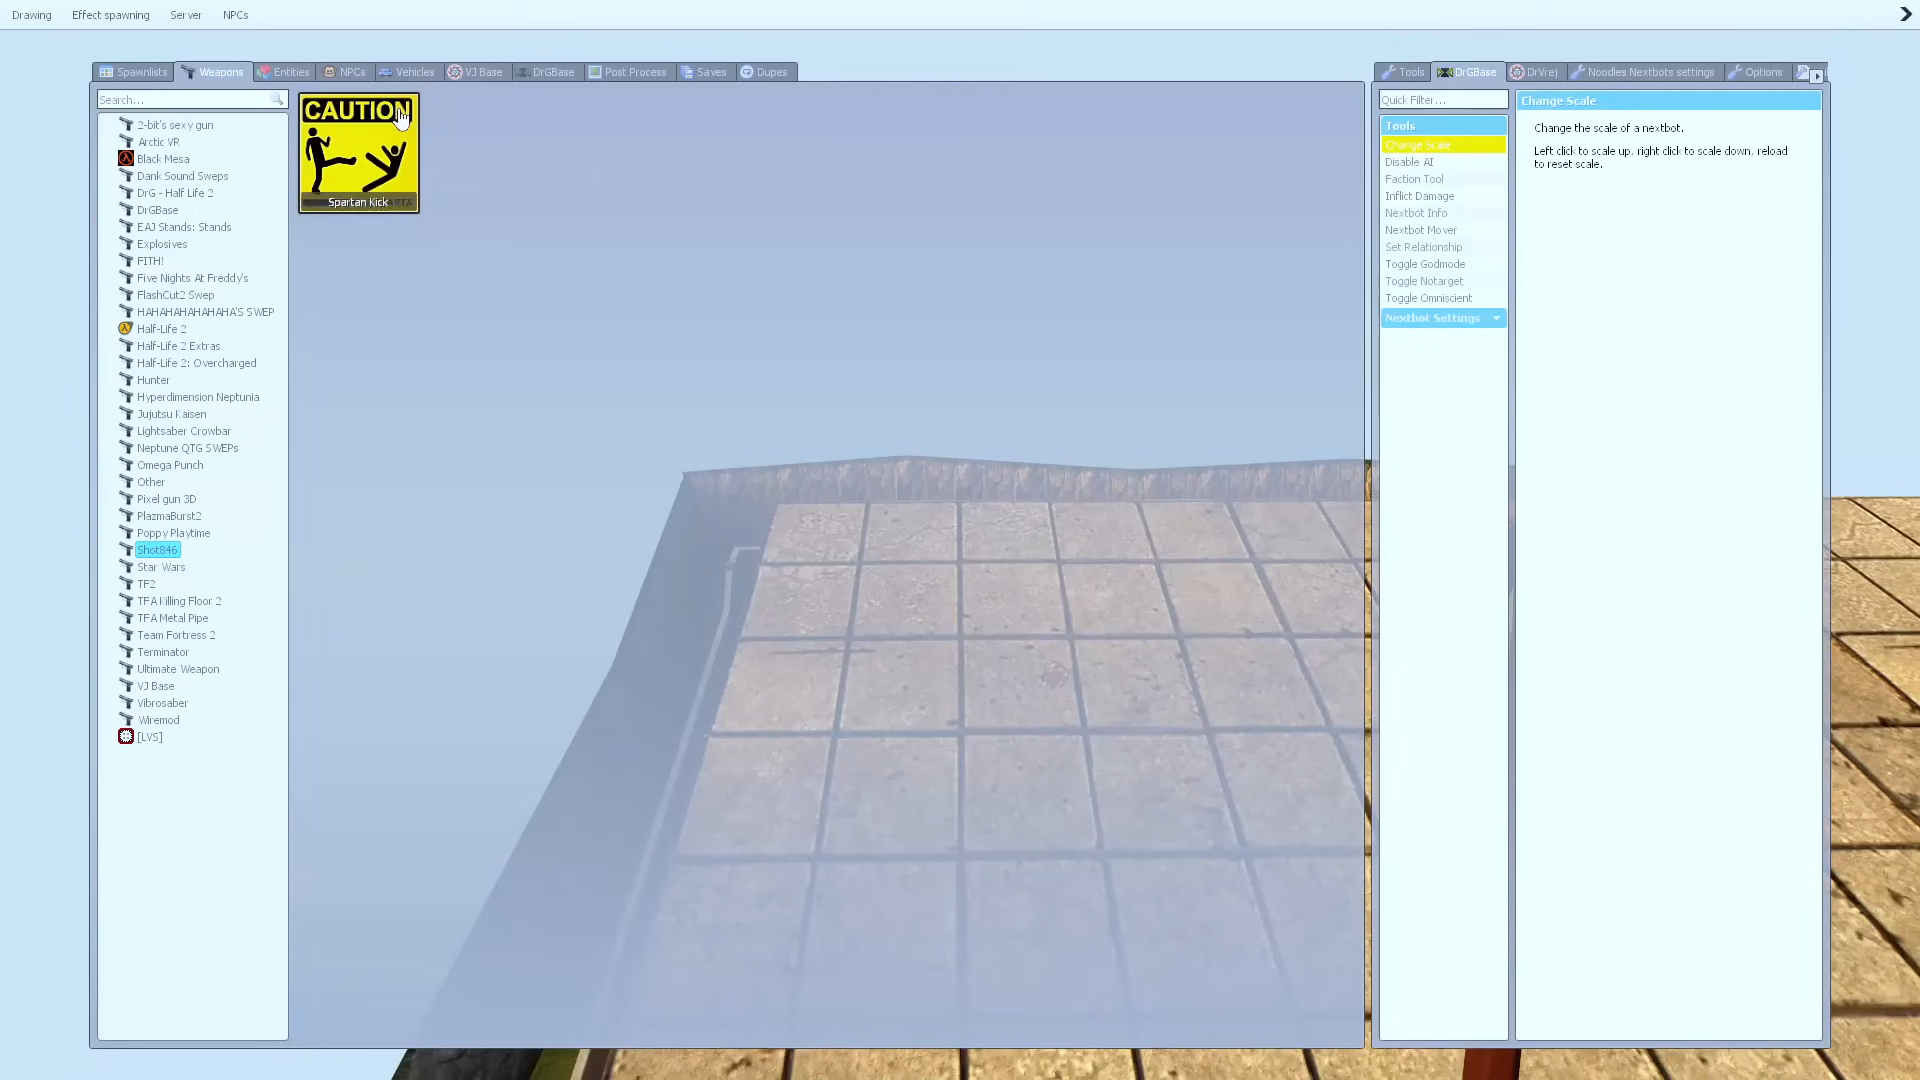 Drawing Effect spawning Server NPCs
Spawnlists Weapons Entities NPCs Vehicles VJ Base DrGBase Post Process Saves Dupes
Search...
2-bit's sexy gun
Arctic VR
Black Mesa
Dank Sound Sweps
DrG - Half Life 2
DrGBase
EAJ Stands: Stands
Explosives
FITH!
Five Nights At Freddy's
FlashCut2 Swep
HAHAHAHAHAHAHA'S SWEP
Half-Life 2
Half-Life 2 Extras
Half-Life 2: Overcharged
Hunter
Hyperdimension Neptunia
Jujutsu Kaisen
Lightsaber Crowbar
Neptune QTG SWEPs
Omega Punch
Other
Pixel gun 3D
PlazmaBurst2
Poppy Playtime
Shot846
Star Wars
TF2
TFA Killing Floor 2
TFA Metal Pipe
Team Fortress 2
Terminator
Ultimate Weapon
VJ Base
Vibrosaber
Wiremod
[LVS]
CAUTION
Spartan Kick
Tools DrGBase DrVrej Noodles Nextbots settings Options
Quick Filter...
Tools
Change Scale
Disable AI
Faction Tool
Inflict Damage
Nextbot Info
Nextbot Mover
Set Relationship
Toggle Godmode
Toggle Notarget
Toggle Omniscient
Nextbot Settings
Change Scale
Change the scale of a nextbot.
Left click to scale up, right click to scale down, reload
to reset scale.